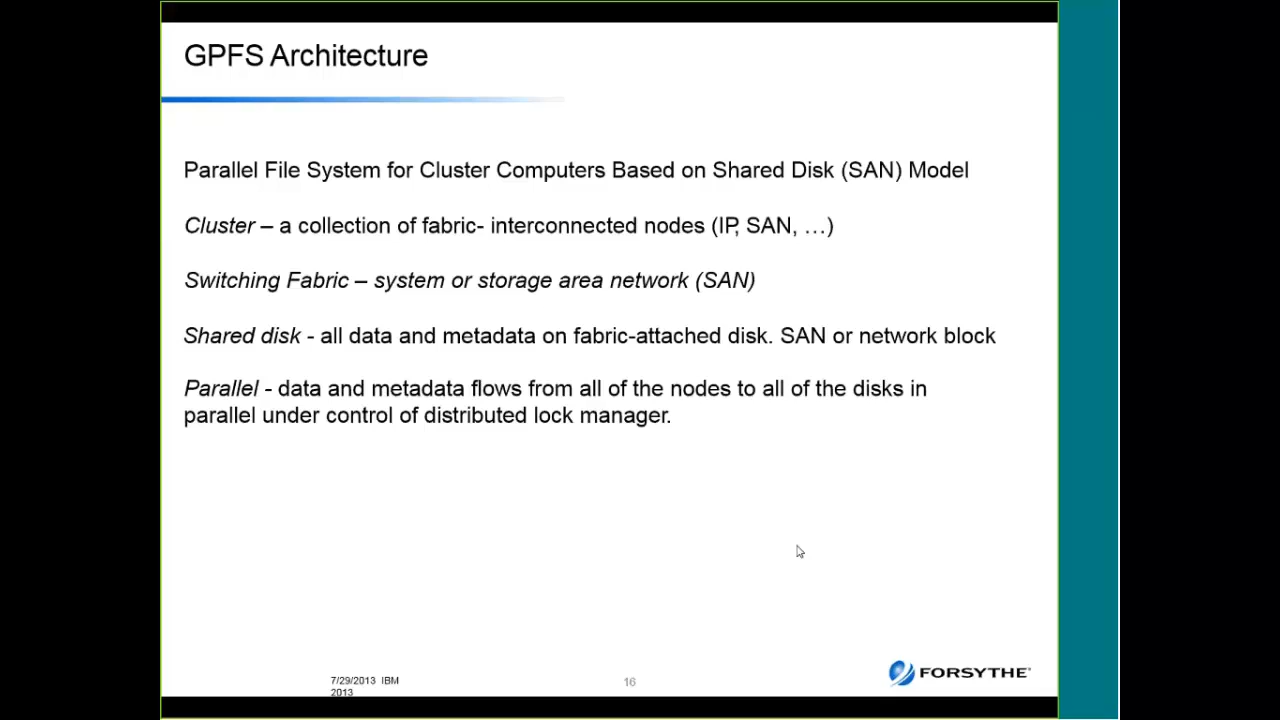 GPFS Architecture
Parallel File System for Cluster Computers Based on Shared Disk (SAN) Model
Cluster – a collection of fabric- interconnected nodes (IP, SAN, …)
Switching Fabric – system or storage area network (SAN)
Shared disk - all data and metadata on fabric-attached disk. SAN or network block
Parallel - data and metadata flows from all of the nodes to all of the disks in
parallel under control of distributed lock manager.
7/29/2013 IBM
2013
16
FORSYTHE